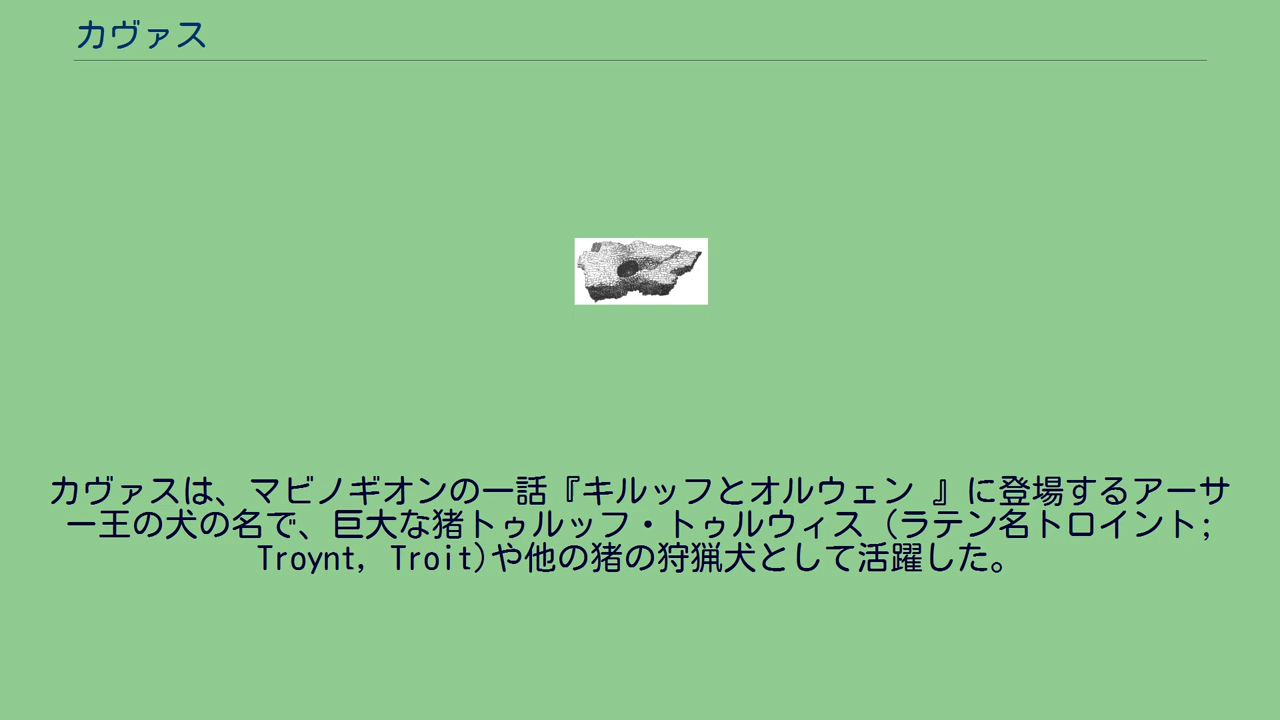 カヴァス
カヴァスは、マビノギオンの一話『キルッフとオルウェン 』に登場するアーサ
ー王の犬の名で、巨大な猪トゥルッフ・トゥルウィス (ラテン名トロイント;
Troynt, Troit)や他の猪の狩猟犬として活躍した。